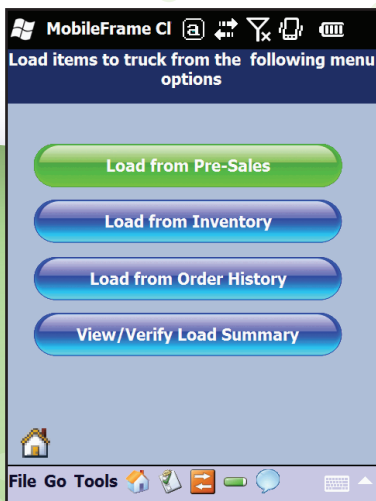 MobileFrame Cl
Load items to truck from the following menu
options
Load from Pre-Sales
Load from Inventory
Load from Order History
View/Verify Load Summary
File Go Tools